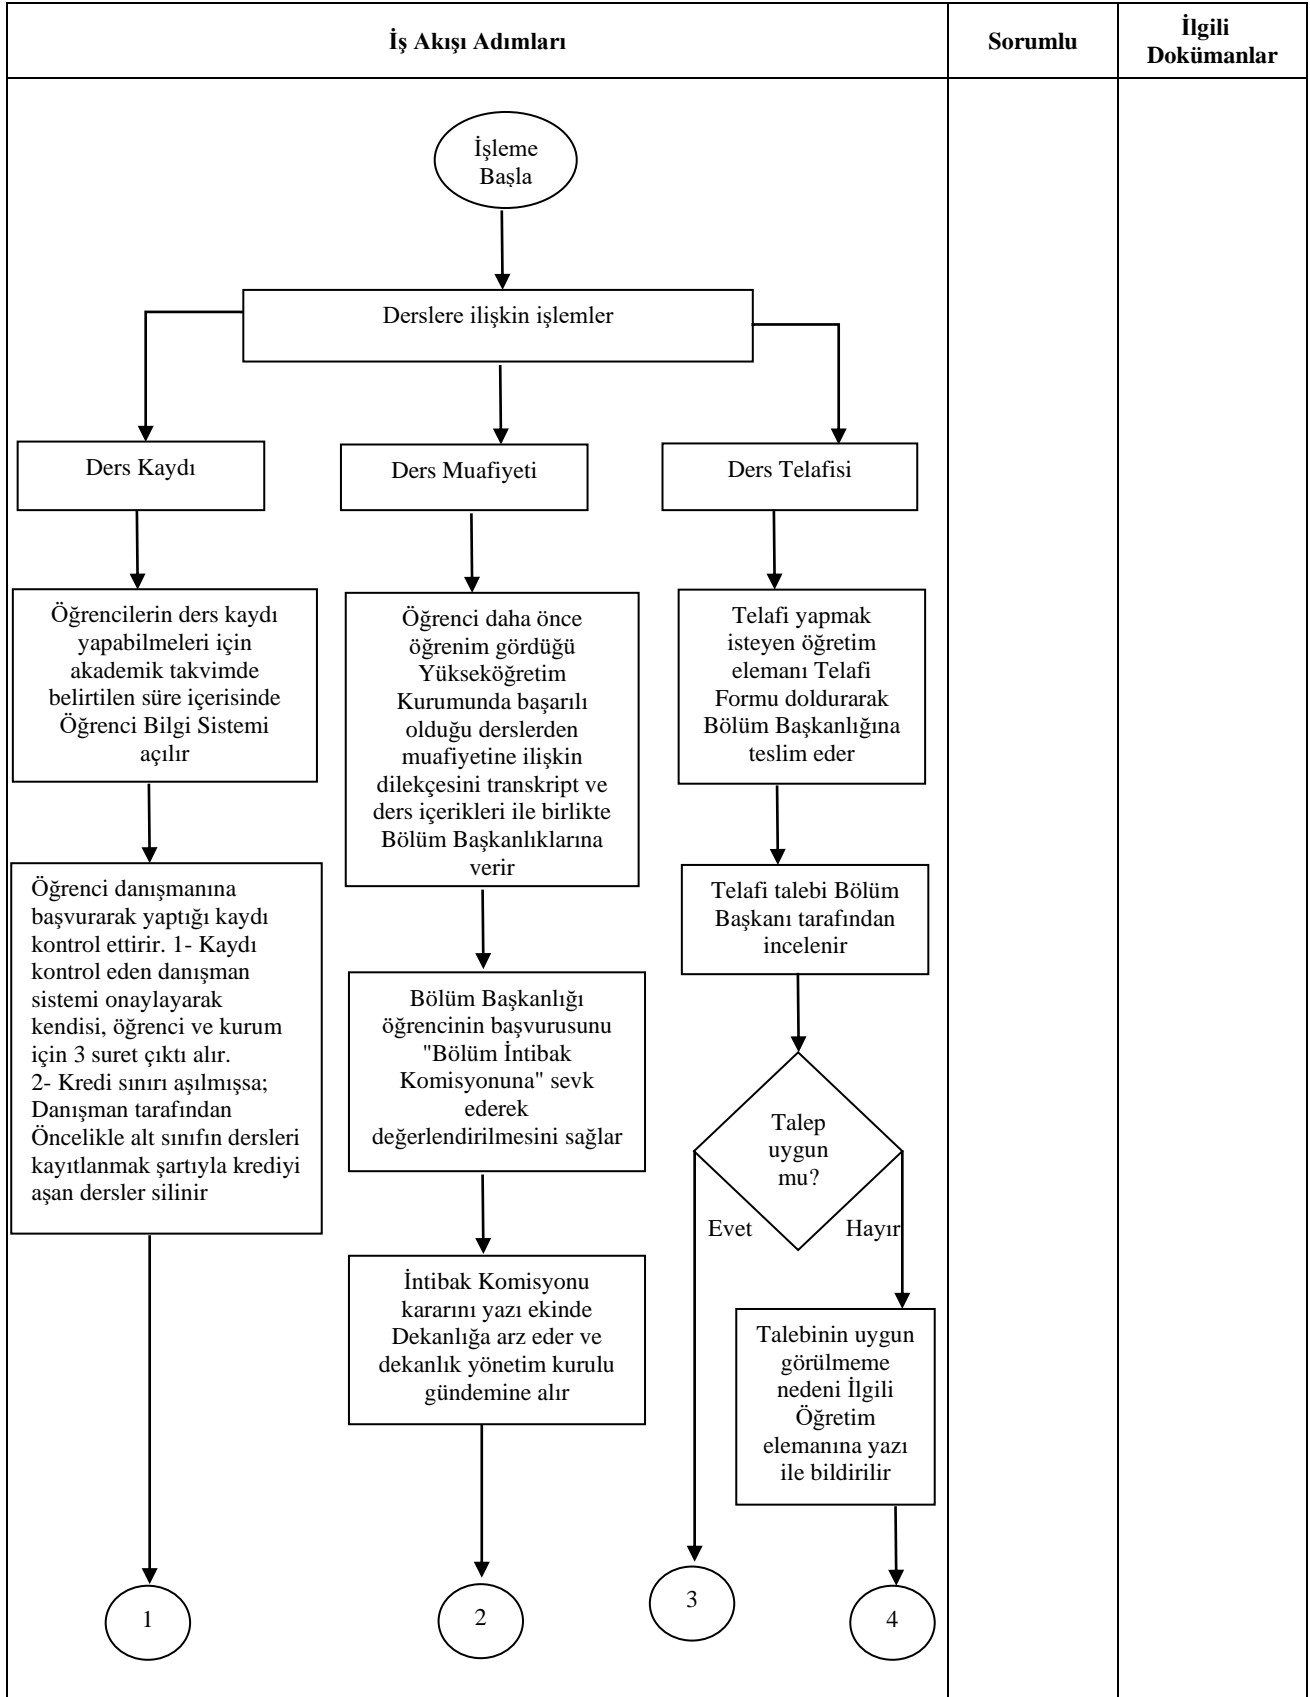 İş Akışı Adımları
Sorumlu
İlgili
Dokümanlar
İşleme
Başla
Derslere ilişkin işlemler
Ders Kaydı
Ders Muafiyeti
Ders Telafisi
Öğrencilerin ders kaydı
yapabilmeleri için
akademik takvimde
belirtilen süre içerisinde
Öğrenci Bilgi Sistemi
açılır
Öğrenci daha önce
öğrenim gördüğü
Yükseköğretim
Kurumunda başarılı
olduğu derslerden
muafiyetine ilişkin
dilekçesini transkript ve
ders içerikleri ile birlikte
Bölüm Başkanlıklarına
verir
Telafi yapmak
isteyen öğretim
elemanı Telafi
Formu doldurarak
Bölüm Başkanlığına
teslim eder
Öğrenci danışmanına
başvurarak yaptığı kaydı
kontrol ettirir. 1- Kaydı
kontrol eden danışman
sistemi onaylayarak
kendisi, öğrenci ve kurum
için 3 suret çıktı alır.
2- Kredi sınırı aşılmışsa;
Danışman tarafından
Öncelikle alt sınıfın dersleri
kayıtlanmak şartıyla krediyi
aşan dersler silinir
Bölüm Başkanlığı
öğrencinin başvurusunu
"Bölüm İntibak
Komisyonuna" sevk
ederek
değerlendirilmesini sağlar
Telafi talebi Bölüm
Başkanı tarafından
incelenir
Talep
uygun
mu?
Evet
Hayır
İntibak Komisyonu
kararını yazı ekinde
Dekanlığa arz eder ve
dekanlık yönetim kurulu
gündemine alır
Talebinin uygun
görülmeme
nedeni İlgili
Öğretim
elemanına yazı
ile bildirilir
1
2
3
4